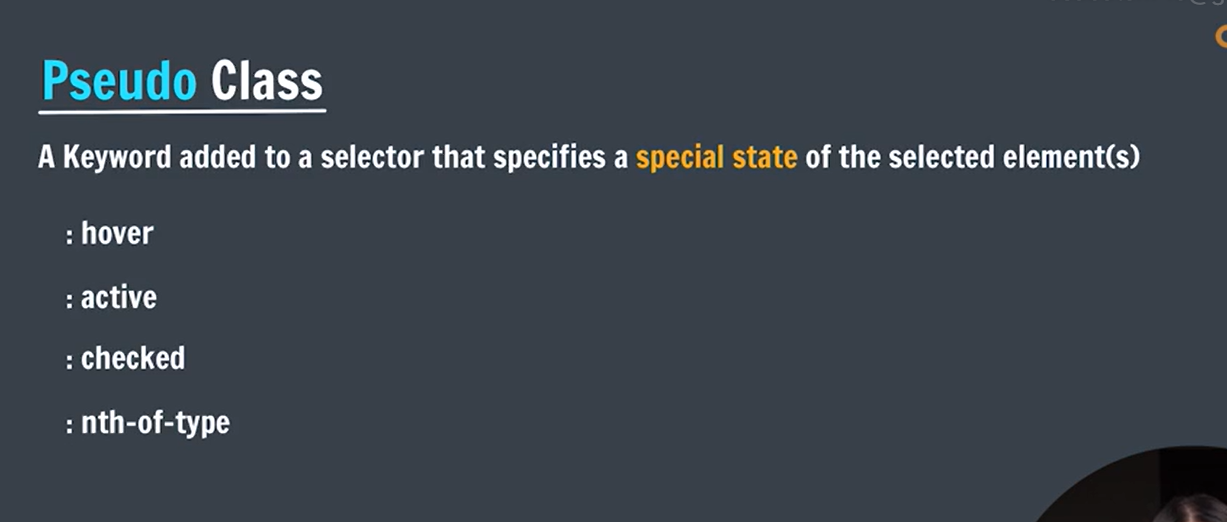 Pseudo Class
A Keyword added to a selector that specifies a special state of the selected element(s)
: hover
: active
: checked
: nth-of-type